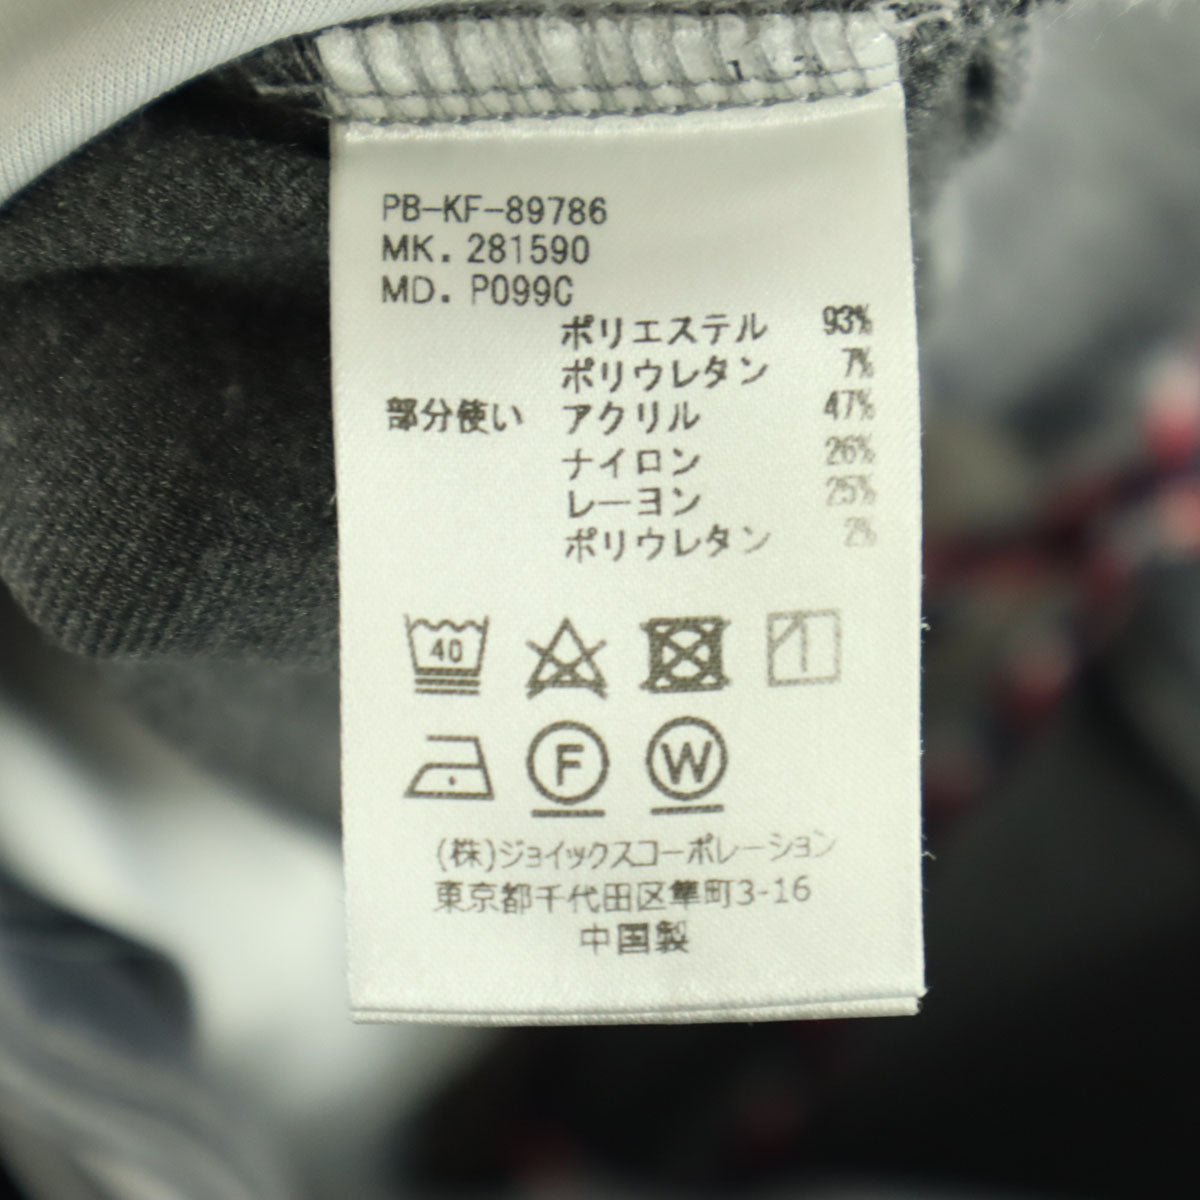 PB-KF-89786
MK. 281590
MD. P099C
ポリエステル 93%
ポリウレタン 7%
部分使い アクリル 47%
ナイロン 26%
レーヨン 25%
ポリウレタン 2%
40
F W
(株)ジョイックスコーポレーション
東京都千代田区隼町3-16
中国製